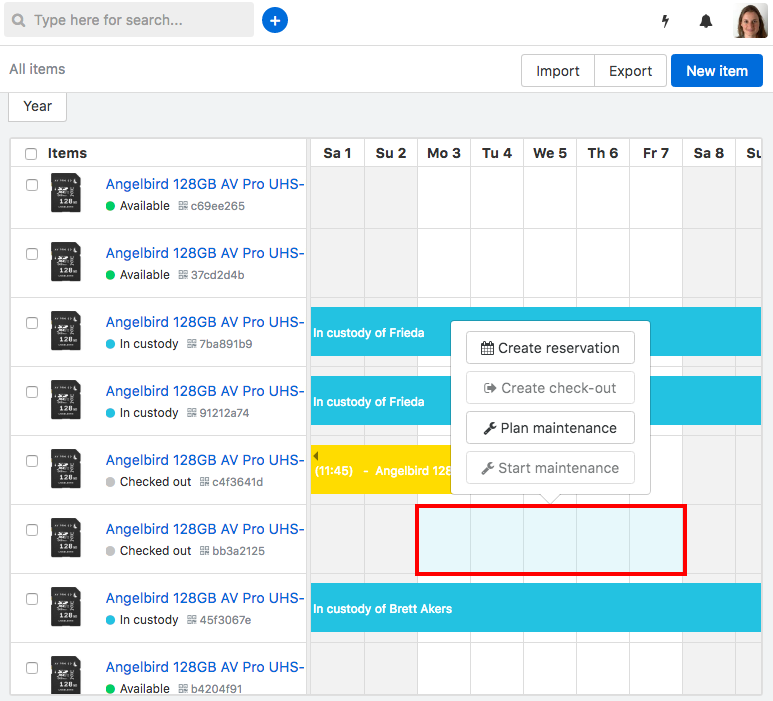 Type here for search...
All items
Import
Export
New item
Year
Items
Sa 1
Su 2
Mo 3
Tu 4
We 5
Th 6
Fr 7
Sa 8
Su
Angelbird 128GB AV Pro UHS-
Available c69ee265
Angelbird 128GB AV Pro UHS-
Available 37cd2d4b
Angelbird 128GB AV Pro UHS-
In custody 7ba891b9
In custody of Frieda
Angelbird 128GB AV Pro UHS-
In custody 91212a74
In custody of Frieda
Create reservation
Create check-out
Plan maintenance
Start maintenance
Angelbird 128GB AV Pro UHS-
Checked out c4f3641d
(11:45) - Angelbird 128
Angelbird 128GB AV Pro UHS-
Checked out bb3a2125
Angelbird 128GB AV Pro UHS-
In custody 45f3067e
In custody of Brett Akers
Angelbird 128GB AV Pro UHS-
Available b4204f91